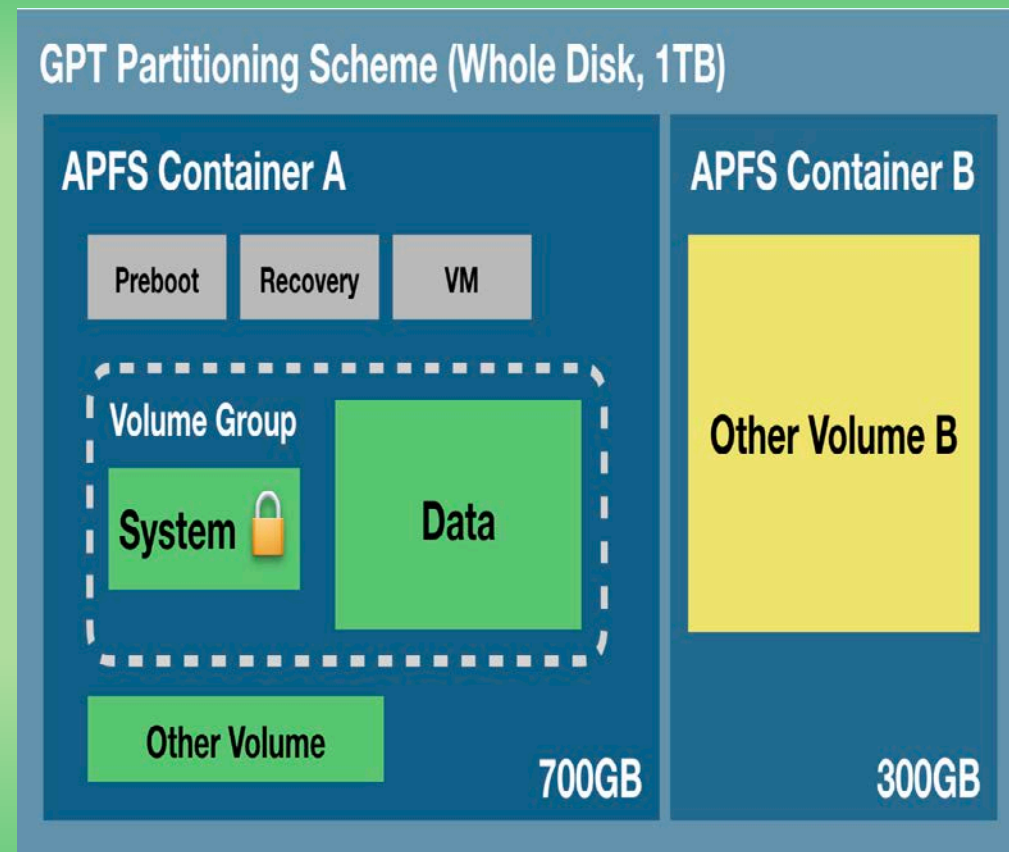 GPT Partitioning Scheme (Whole Disk, 1TB)
APFS Container A
Preboot
Recovery
VM
Volume Group
System
Data
Other Volume
700GB
APFS Container B
Other Volume B
300GB